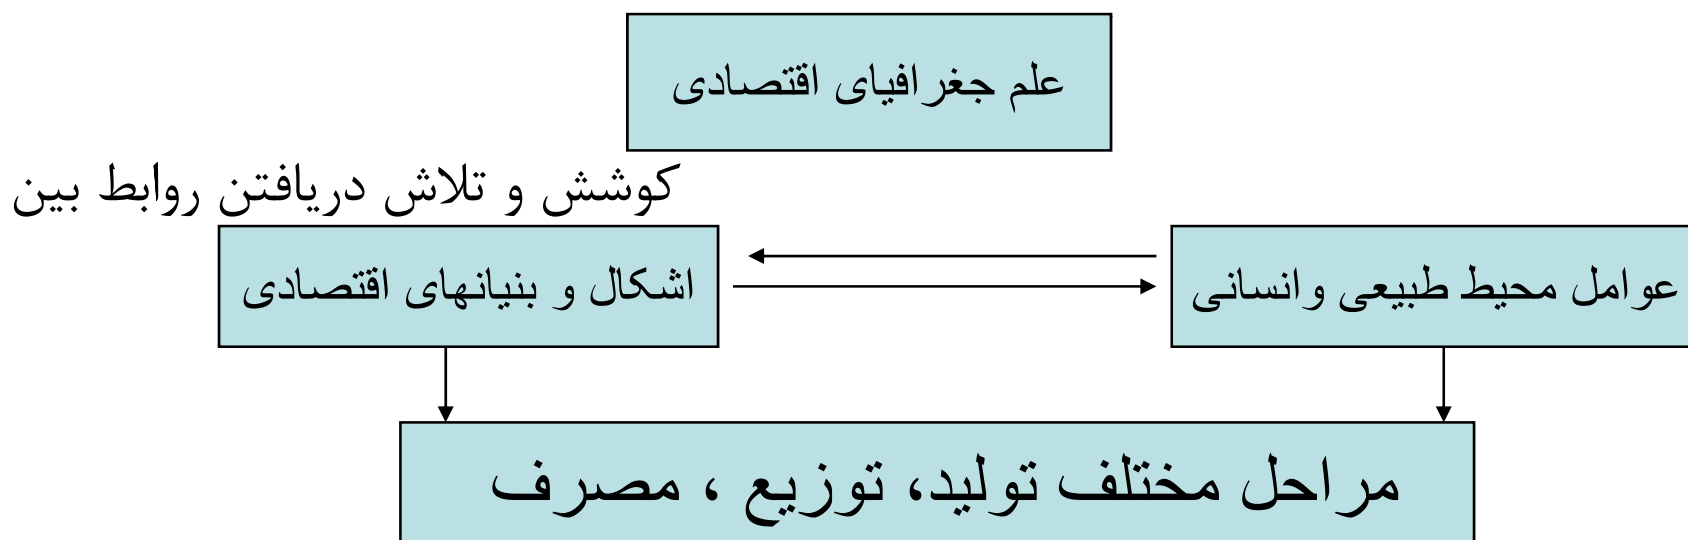 علم جغرافیای اقتصادی
کوشش و تلاش دریافتن روابط بین
عوامل محیط طبیعی وانسانی
اشکال و بنیانهای اقتصادی
مراحل مختلف تولید، توزیع ، مصرف